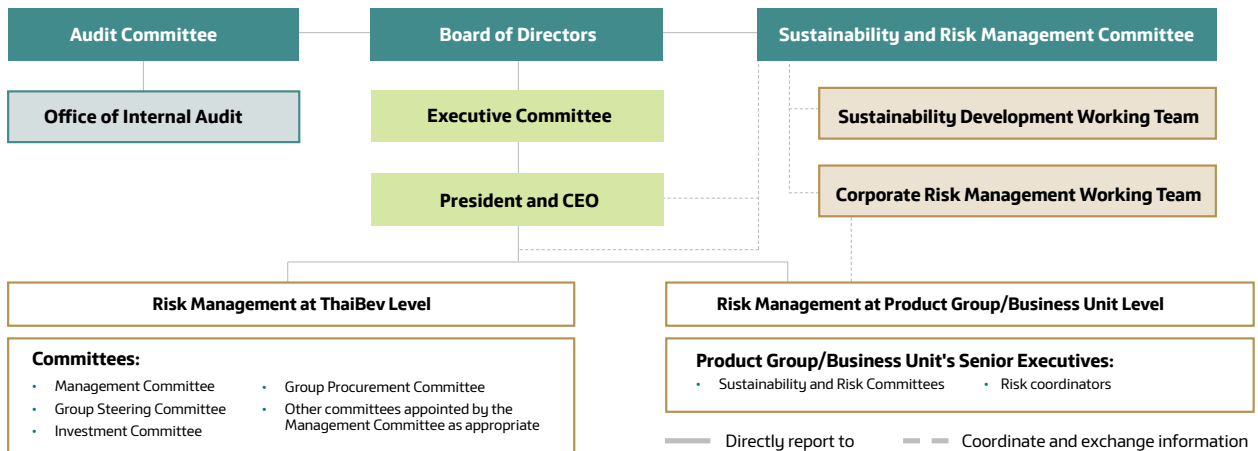 Audit Committee
Board of Directors
Sustainability and Risk Management Committee
Office of Internal Audit
Executive Committee
Sustainability Development Working Team
President and CEO
Corporate Risk Management Working Team
Risk Management at ThaiBev Level
Risk Management at Product Group/Business Unit Level
Committees:
• Management Committee
• Group Steering Committee
• Investment Committee
• Group Procurement Committee
• Other committees appointed by the
Management Committee as appropriate
Product Group/Business Unit's Senior Executives:
• Sustainability and Risk Committees
• Risk coordinators
Directly report to
Coordinate and exchange information